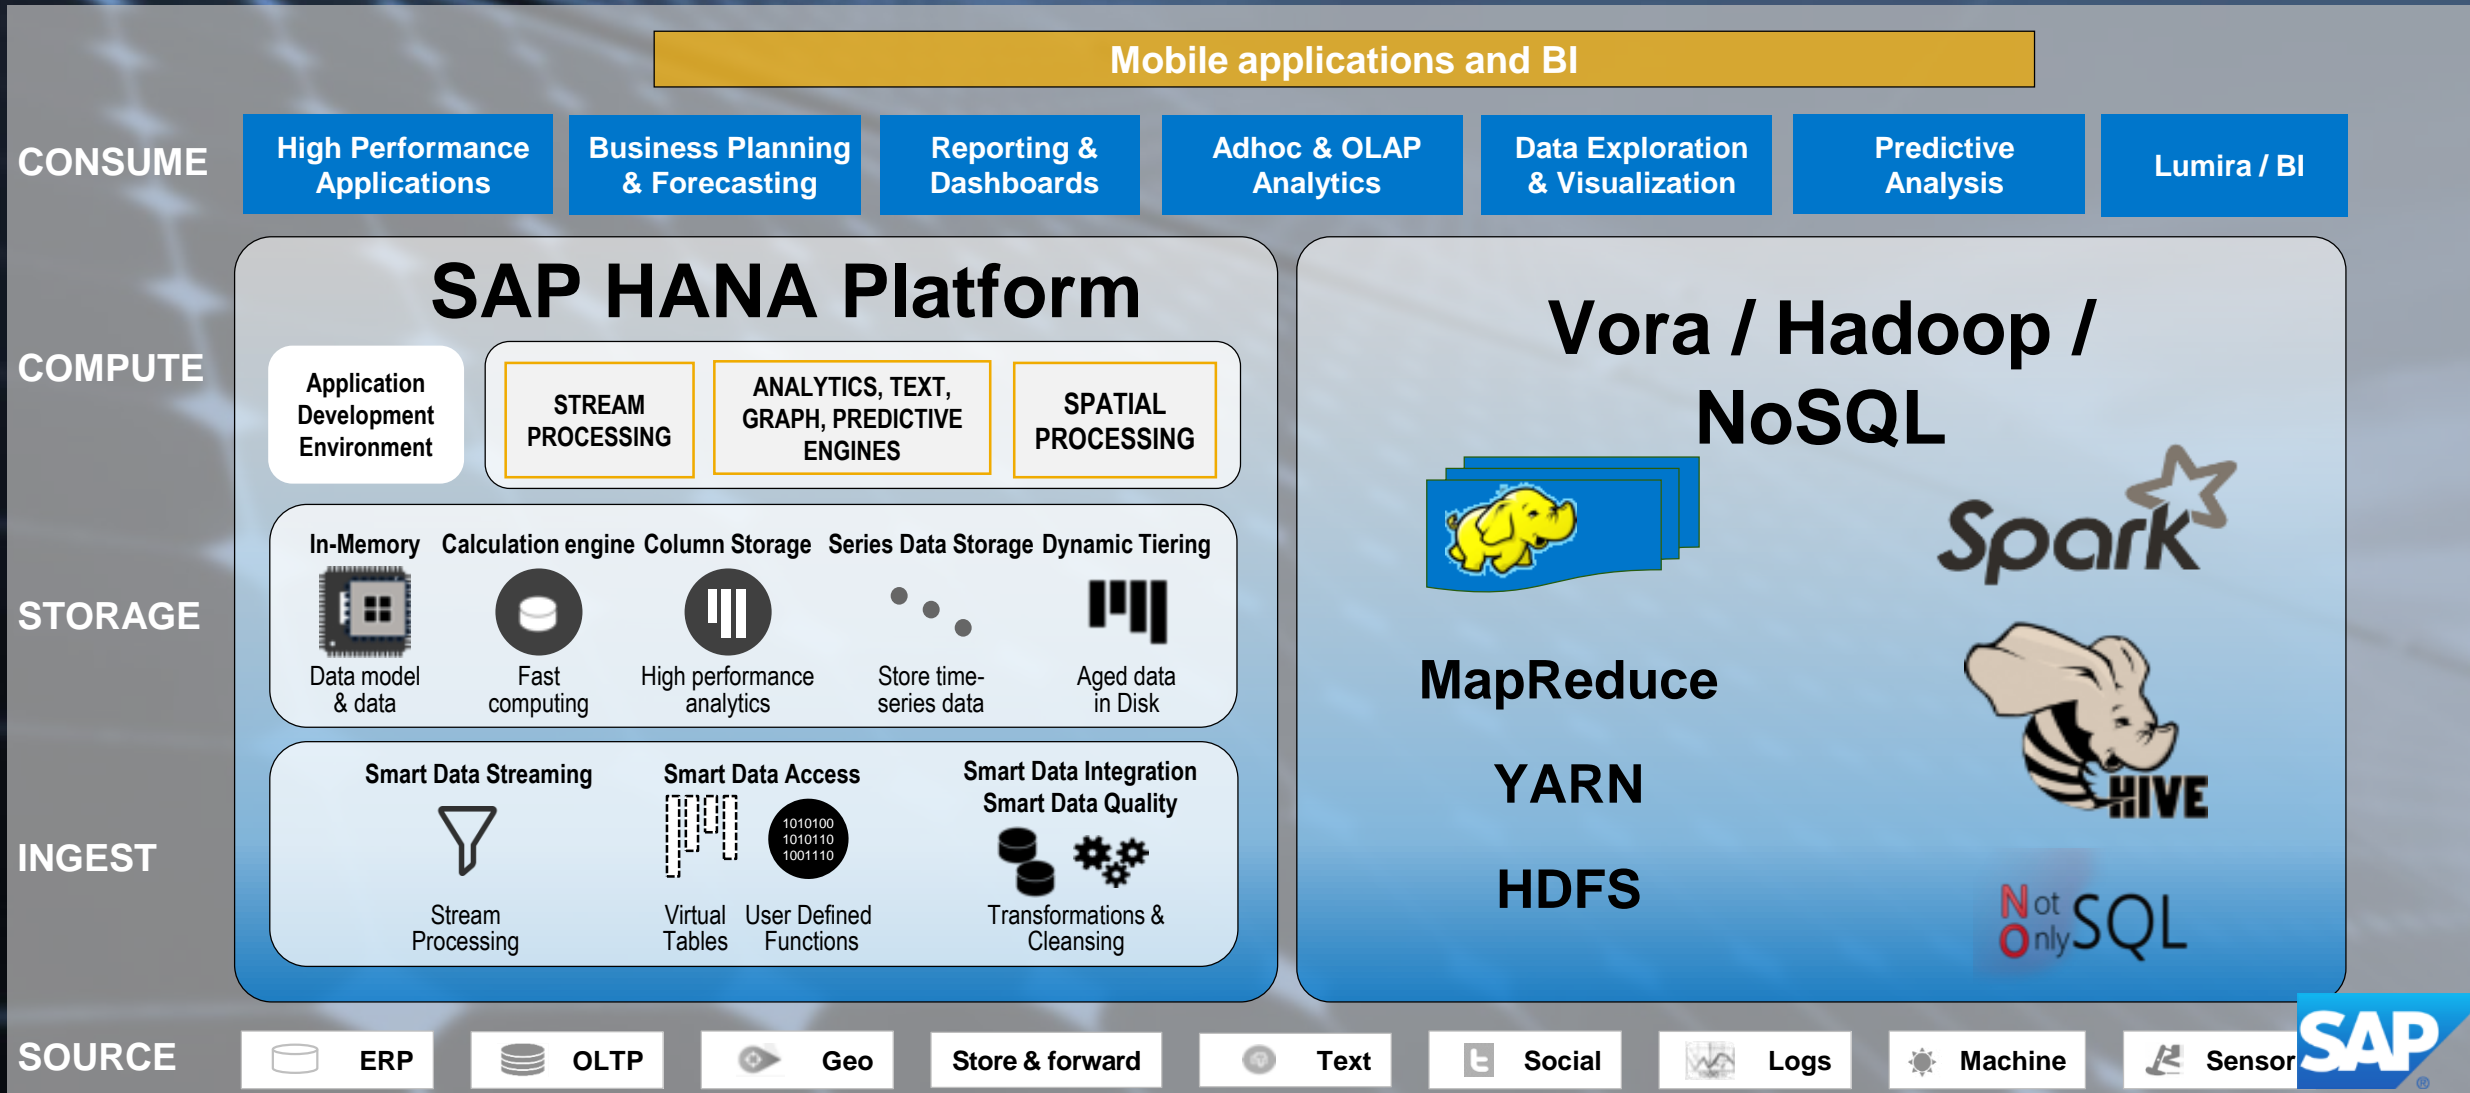 Mobile applications and BI
CONSUME
High Performance
Applications
Business Planning
& Forecasting
Reporting &
Dashboards
Adhoc & OLAP
Analytics
Data Exploration
& Visualization
Predictive
Analysis
Lumira / BI
SAP HANA Platform
COMPUTE
Application
Development
Environment
STREAM
PROCESSING
ANALYTICS, TEXT,
GRAPH, PREDICTIVE
ENGINES
SPATIAL
PROCESSING
STORAGE
In-Memory
Data model
& data
Calculation engine
Fast
computing
Column Storage
High performance
analytics
Series Data Storage
Store time-
series data
Dynamic Tiering
Aged data
in Disk
INGEST
Smart Data Streaming
Stream
Processing
Smart Data Access
1010100
1010110
1001110
Virtual
Tables
User Defined
Functions
Smart Data Integration
Smart Data Quality
Transformations &
Cleansing
Vora / Hadoop /
NoSQL
Spark
MapReduce
YARN
HDFS
HIVE
Not
Only SQL
SOURCE
ERP
OLTP
Geo
Store & forward
Text
Social
Logs
Machine
Sensor
SAP
®